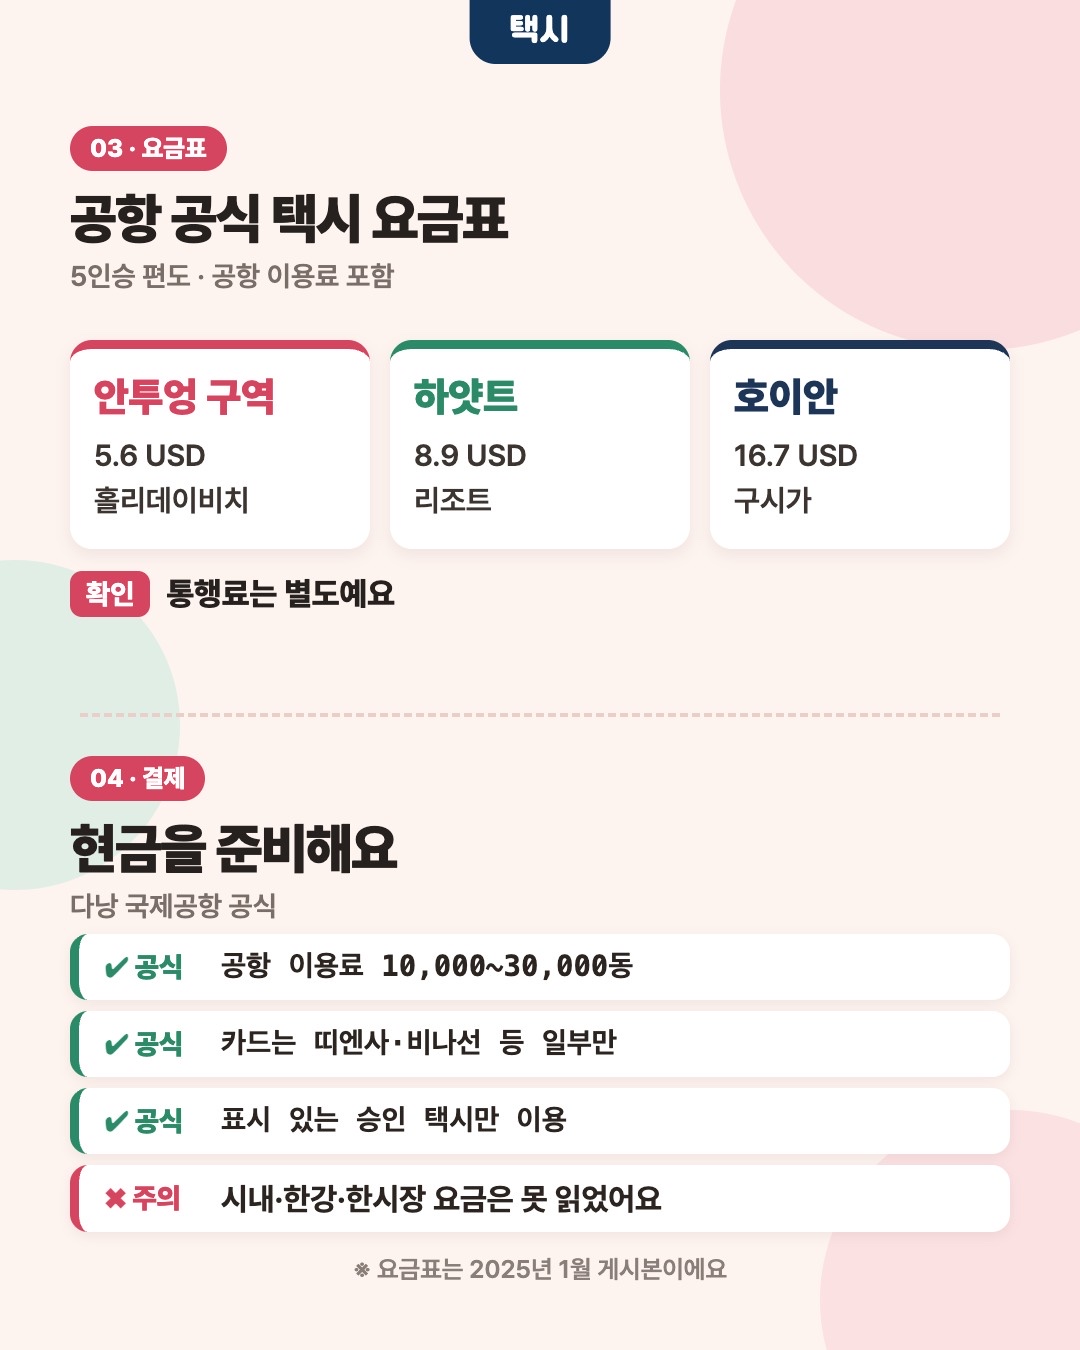 택시
03 · 요금표
공항 공식 택시 요금표
5인승 편도 · 공항 이용료 포함
안투엉 구역
5.6 USD
홀리데이비치
하얏트
8.9 USD
리조트
호이안
16.7 USD
구시가
확인 통행료는 별도예요
04 · 결제
현금을 준비해요
다낭 국제공항 공식
✔ 공식 공항 이용료 10,000~30,000동
✔ 공식 카드는 띠엔사·비나선 등 일부만
✔ 공식 표시 있는 승인 택시만 이용
✖ 주의 시내·한강·한시장 요금은 못 읽었어요
※ 요금표는 2025년 1월 게시본이에요